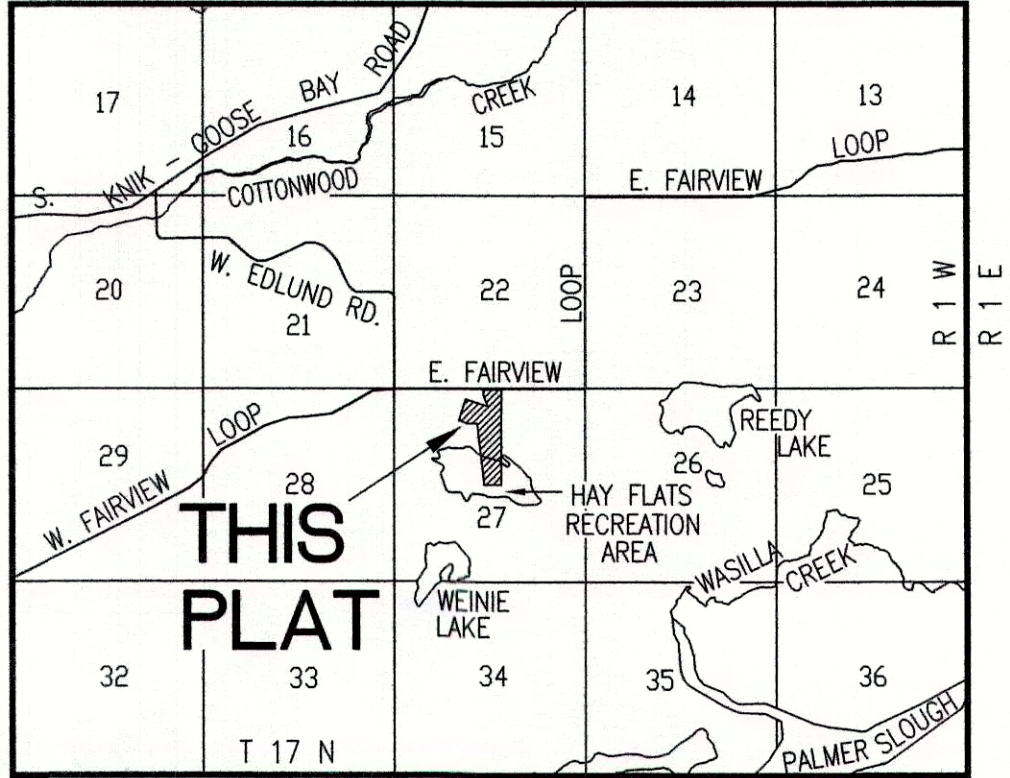 17
S. KNIK - GOOSE BAY ROAD
16
COTTONWOOD CREEK
15
14
13
E. FAIRVIEW LOOP
20
W. EDLUND RD.
21
22
LOOP
23
24
R 1 W
R 1 E
E. FAIRVIEW
29
W. FAIRVIEW LOOP
28
THIS
PLAT
27
HAY FLATS
RECREATION
AREA
REEDY
LAKE
26
25
WEINIE
LAKE
WASILLA CREEK
32
33
34
35
36
T 17 N
PALMER SLOUGH